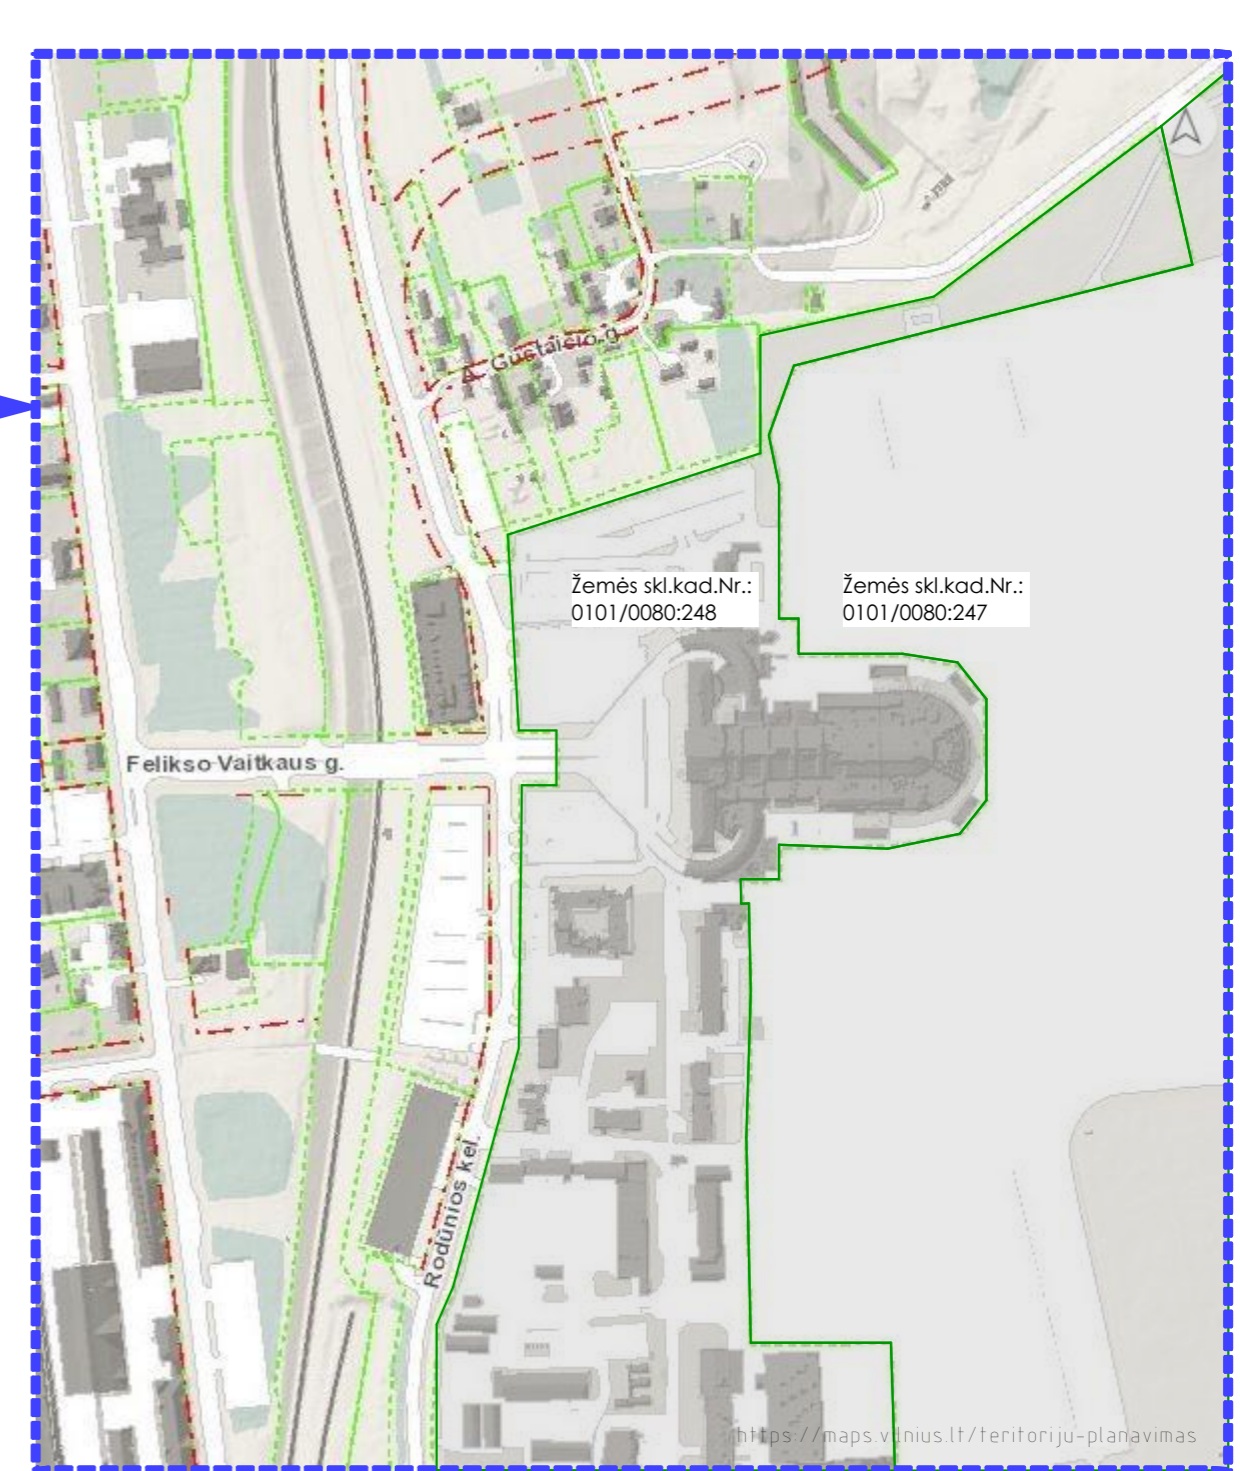 A. Gustaičio g.
Žemės skl.kad.Nr.:
0101/0080:248
Žemės skl.kad.Nr.:
0101/0080:247
Felikso Vaitkaus g.
Rodūnios kel.
https://maps.vilnius.lt/teritoriju-planavimas